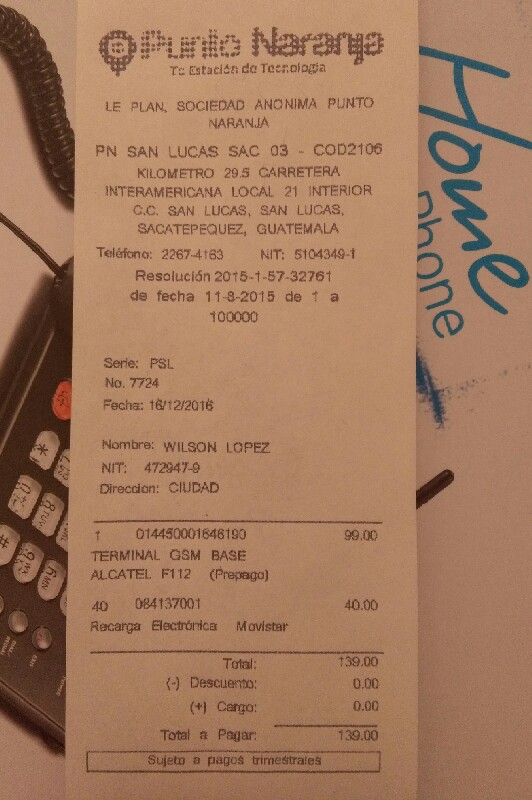 Punto Naranja
Tu Estación de Tecnología
LE PLAN, SOCIEDAD ANONIMA PUNTO
NARANJA
PN SAN LUCAS SAC 03 - COD2106
KILOMETRO 29.5 CARRETERA
INTERAMERICANA LOCAL 21 INTERIOR
C.C. SAN LUCAS, SAN LUCAS,
SACATEPEQUEZ, GUATEMALA
Teléfono: 2267-4163 NIT: 5104349-1
Resolución 2015-1-57-32761
de fecha 11-8-2015 de 1 a
100000
Serie: PSL
No. 7724
Fecha: 16/12/2016
Nombre: WILSON LOPEZ
NIT: 472947-9
Direccion: CIUDAD
1 014450001646190 99.00
TERMINAL GSM BASE
ALCATEL F112 (Prepago)
40 084137001 40.00
Recarga Electrónica Movistar
Total: 139.00
(-) Descuento: 0.00
(+) Cargo: 0.00
Total a Pagar: 139.00
Sujeto a pagos trimestrales
Home
phone